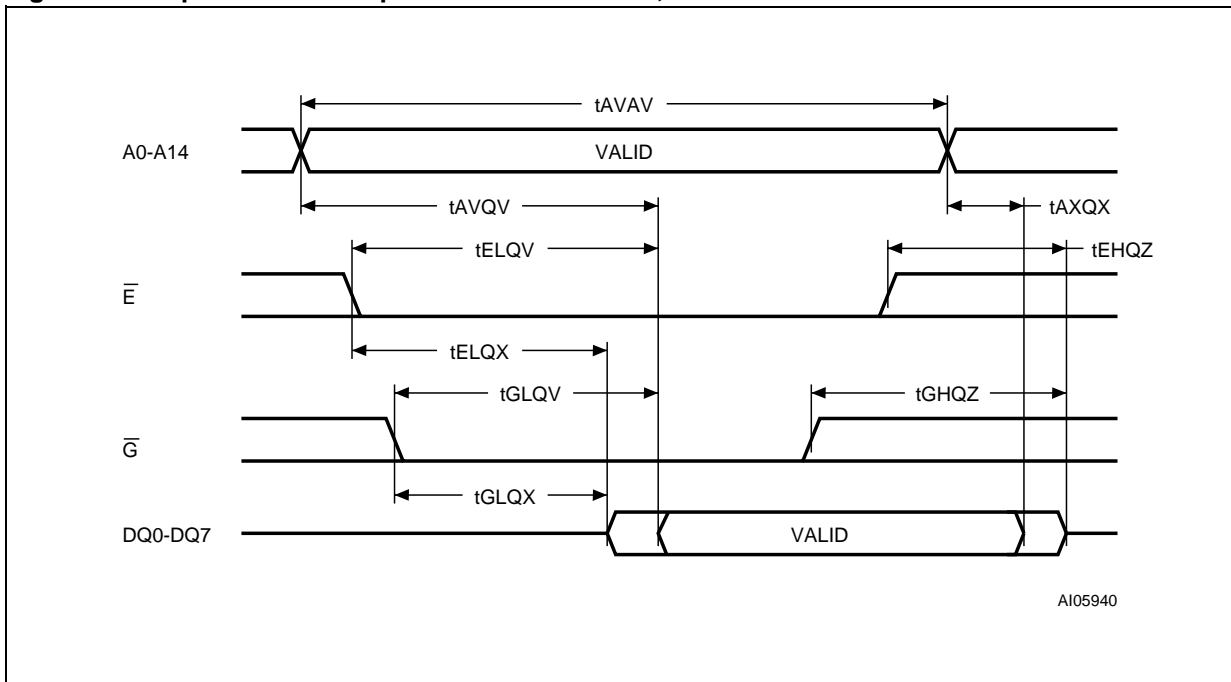 tAVAV
A0-A14 VALID
tAVQV tAXQX
tELQV tEHQZ
E̅
tELQX
tGLQV tGHQZ
G̅
tGLQX
DQ0-DQ7 VALID
AI05940